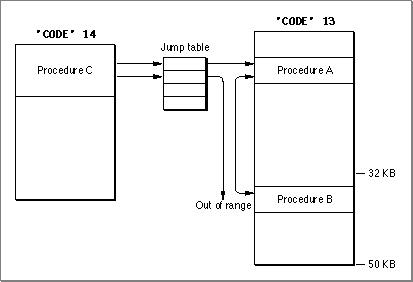 'CODE' 14
'CODE' 13
Jump table
Procedure C
Procedure A
32 KB
Out of range
Procedure B
50 KB